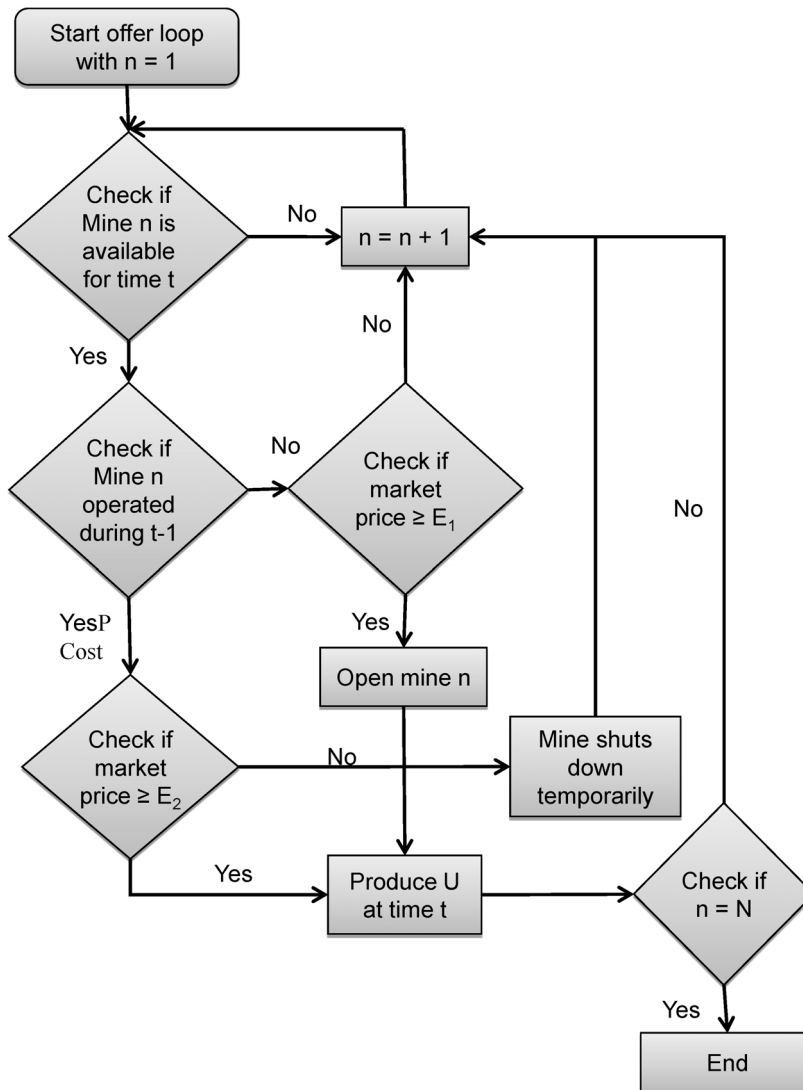 Start offer loop
with n = 1
Check if
Mine n is
available
for time t
No
n = n + 1
Yes
No
Check if
Mine n
operated
during t-1
No
Check if
market
price ≥ E₁
No
YesP
Cost
Yes
Open mine n
Check if
market
price ≥ E₂
No
Mine shuts
down
temporarily
Yes
Produce U
at time t
Check if
n = N
Yes
End